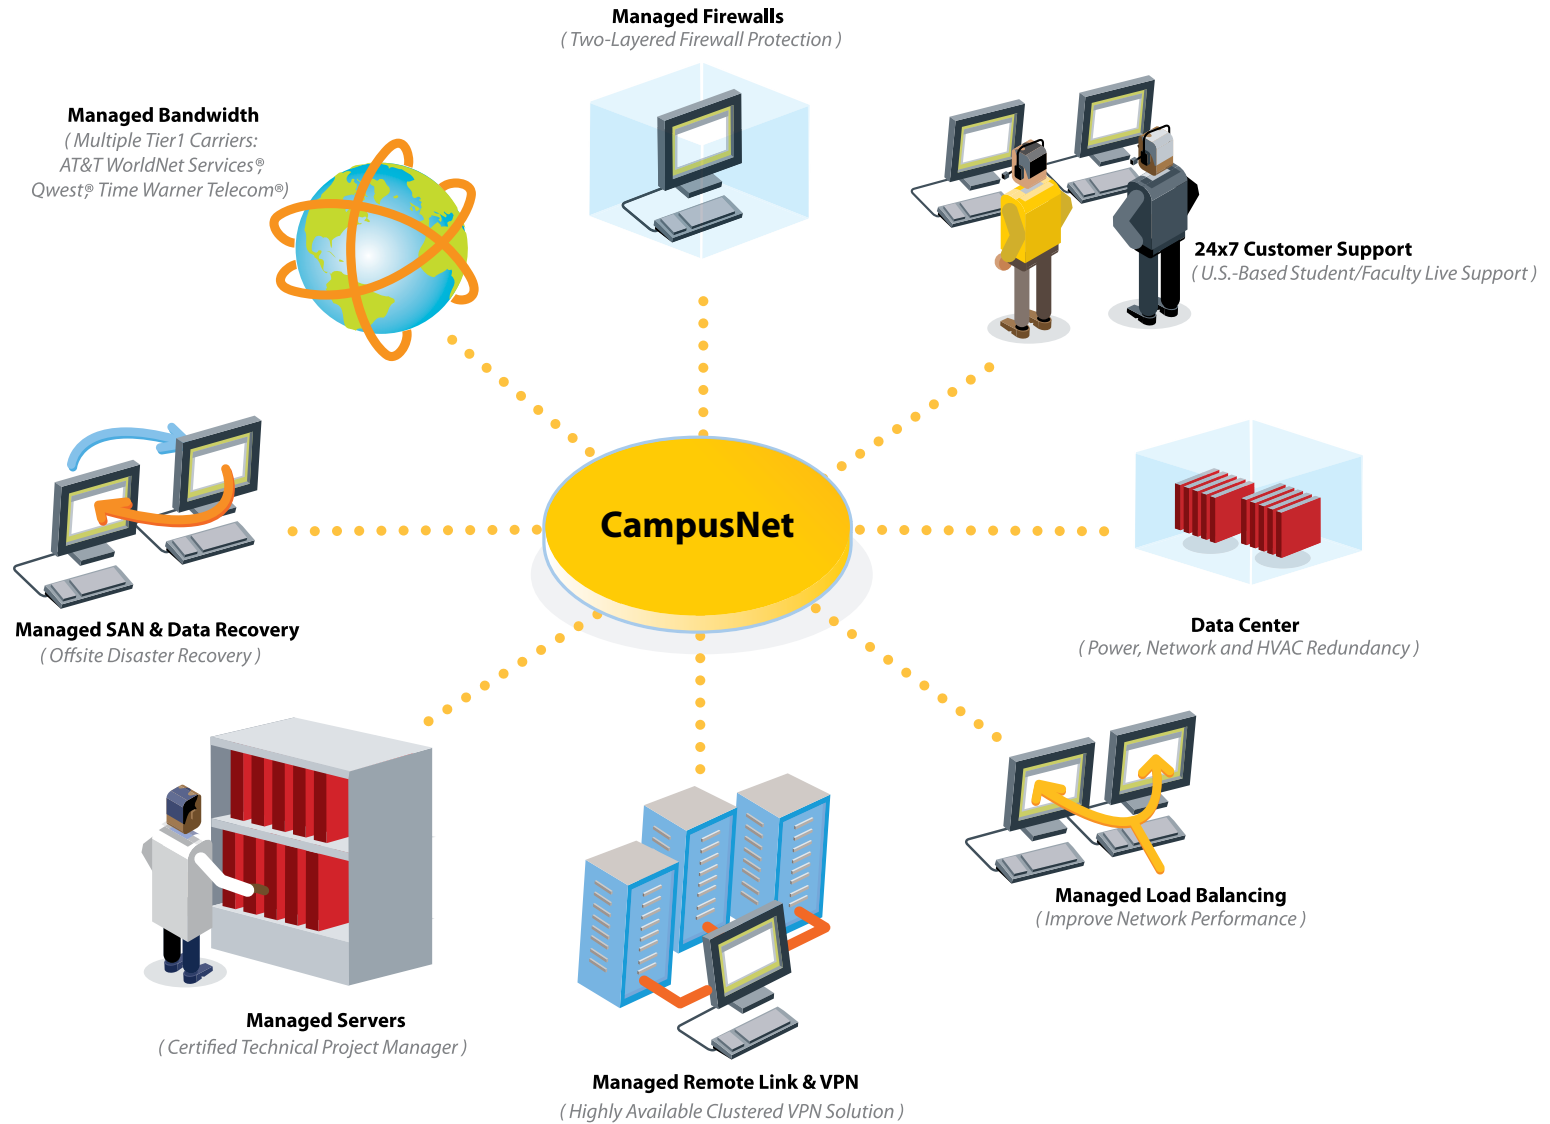 Managed Firewalls
( Two-Layered Firewall Protection )
Managed Bandwidth
( Multiple Tier1 Carriers:
AT&T WorldNet Services®,
Qwest®, Time Warner Telecom®)
24x7 Customer Support
( U.S.-Based Student/Faculty Live Support )
CampusNet
Managed SAN & Data Recovery
( Offsite Disaster Recovery )
Data Center
( Power, Network and HVAC Redundancy )
Managed Load Balancing
( Improve Network Performance )
Managed Servers
( Certified Technical Project Manager )
Managed Remote Link & VPN
( Highly Available Clustered VPN Solution )